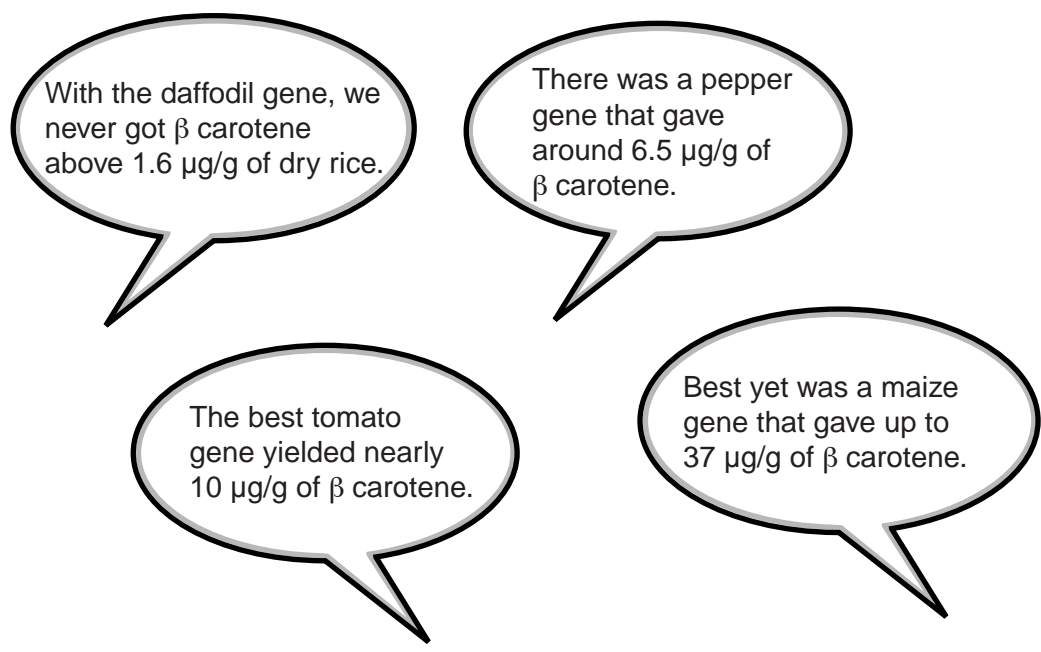 With the daffodil gene, we
never got β carotene
above 1.6 μg/g of dry rice.
There was a pepper
gene that gave
around 6.5 μg/g of
β carotene.
The best tomato
gene yielded nearly
10 μg/g of β carotene.
Best yet was a maize
gene that gave up to
37 μg/g of β carotene.